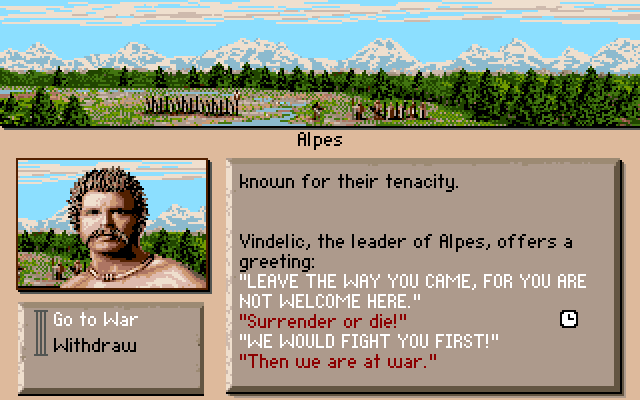 Alpes
known for their tenacity.
Vindelic, the leader of Alpes, offers a
greeting:
"LEAVE THE WAY YOU CAME, FOR YOU ARE
NOT WELCOME HERE."
"Surrender or die!"
"WE WOULD FIGHT YOU FIRST!"
"Then we are at war."
Go to War
Withdraw